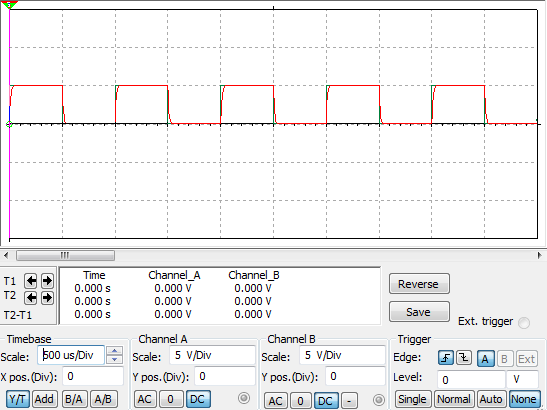 Time Channel_A Channel_B
T1 0.000 s 0.000 V 0.000 V Reverse
T2 0.000 s 0.000 V 0.000 V
T2-T1 0.000 s 0.000 V 0.000 V Save
Ext. trigger
Timebase Channel A Channel B Trigger
Scale: 500 us/Div Scale: 5 V/Div Scale: 5 V/Div Edge: A B Ext
X pos.(Div): 0 Y pos.(Div): 0 Y pos.(Div): 0 Level: 0 V
Y/T Add B/A A/B AC 0 DC AC 0 DC - Single Normal Auto None